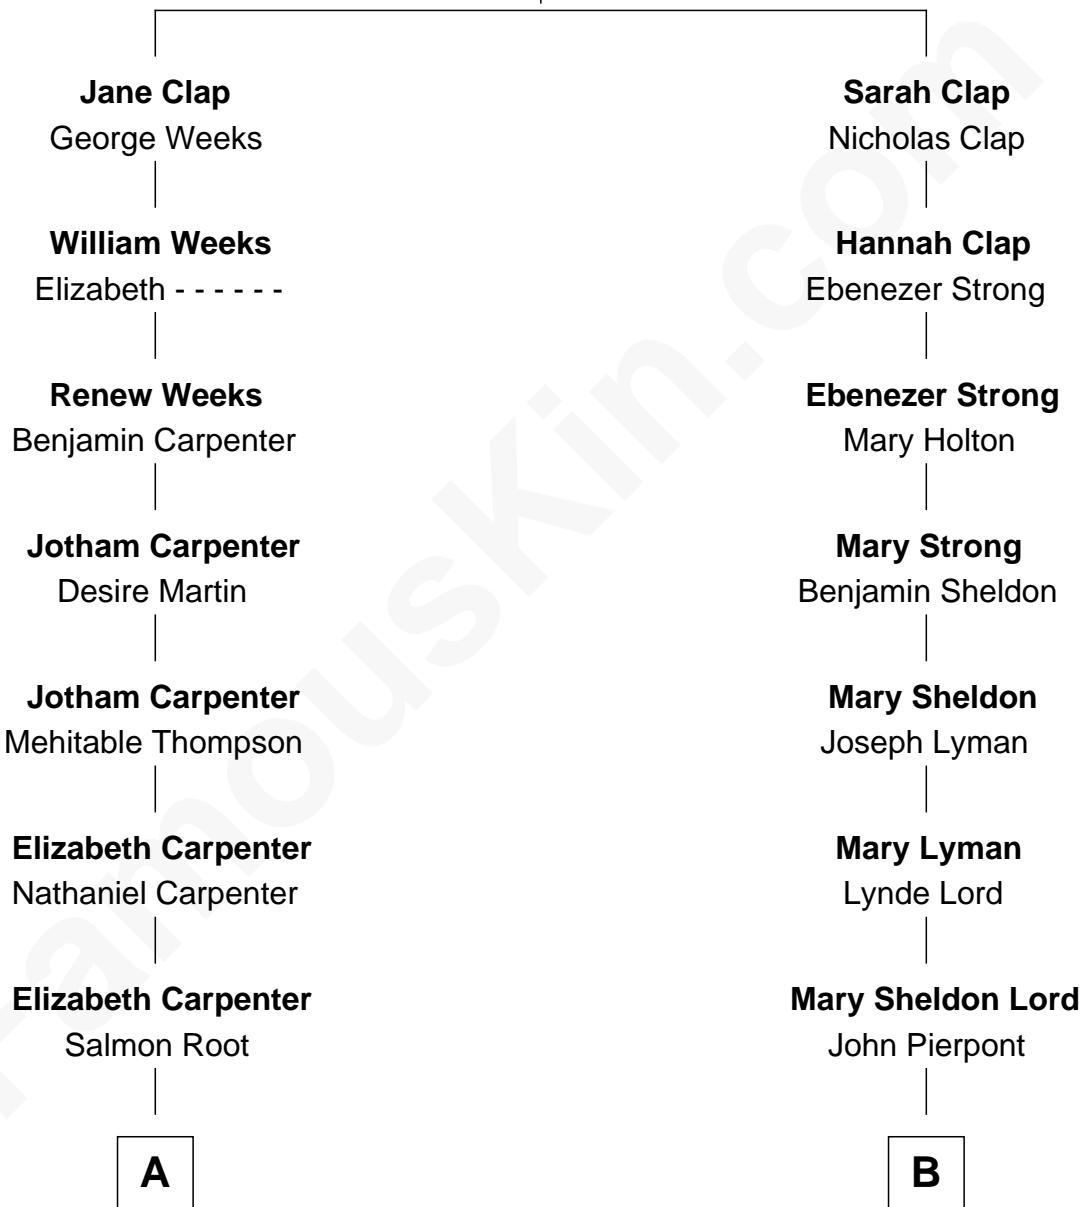 Jane Clap
George Weeks
William Weeks
Elizabeth - - - - - -
Renew Weeks
Benjamin Carpenter
Jotham Carpenter
Desire Martin
Jotham Carpenter
Mehitable Thompson
Elizabeth Carpenter
Nathaniel Carpenter
Elizabeth Carpenter
Salmon Root
A
Sarah Clap
Nicholas Clap
Hannah Clap
Ebenezer Strong
Ebenezer Strong
Mary Holton
Mary Strong
Benjamin Sheldon
Mary Sheldon
Joseph Lyman
Mary Lyman
Lynde Lord
Mary Sheldon Lord
John Pierpont
B
FamousKin.com